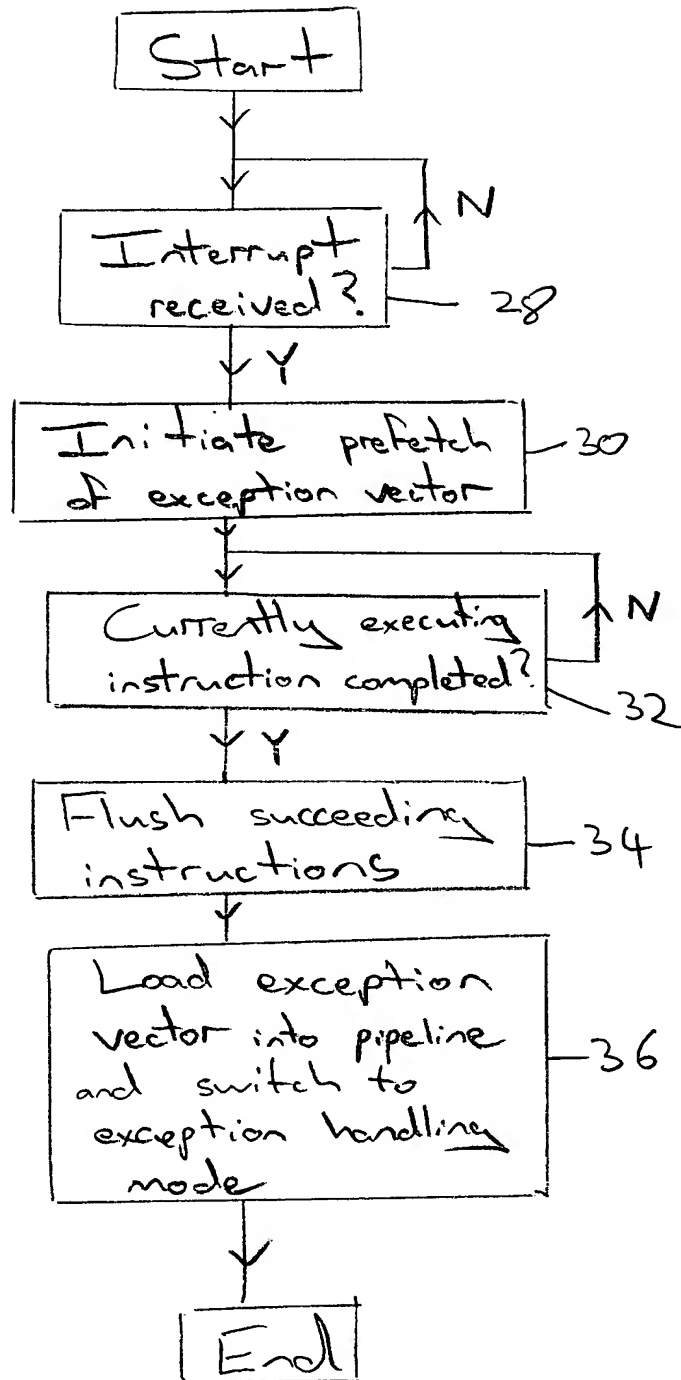 Start
N
Interrupt
received?
28
Y
Initiate prefetch
of exception vector
30
N
Currently executing
instruction completed?
32
Y
Flush succeeding
instructions
34
Load exception
vector into pipeline
and switch to
exception handling
mode
36
End